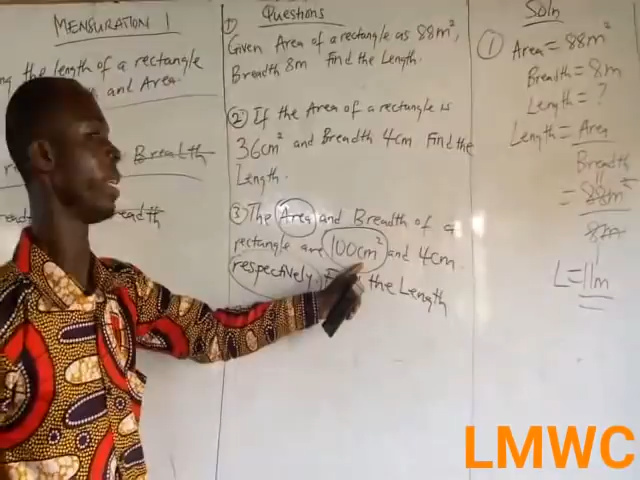 MENSURATION 1
ng the length of a rectangle
and Area
Breadth
eadth
Questions
① Given Area of a rectangle as 88m²,
Breadth 8m Find the Length.
② If the Area of a rectangle is
36cm² and Breadth 4cm Find the
Length.
③ The Area and Breadth of a
rectangle are 100cm² and 4cm
respectively. the Length
Soln
① Area = 88m²
Breadth = 8m
Length = ?
Length = Area
Breadth
= 88m²
8m
L = 11m
LMWC